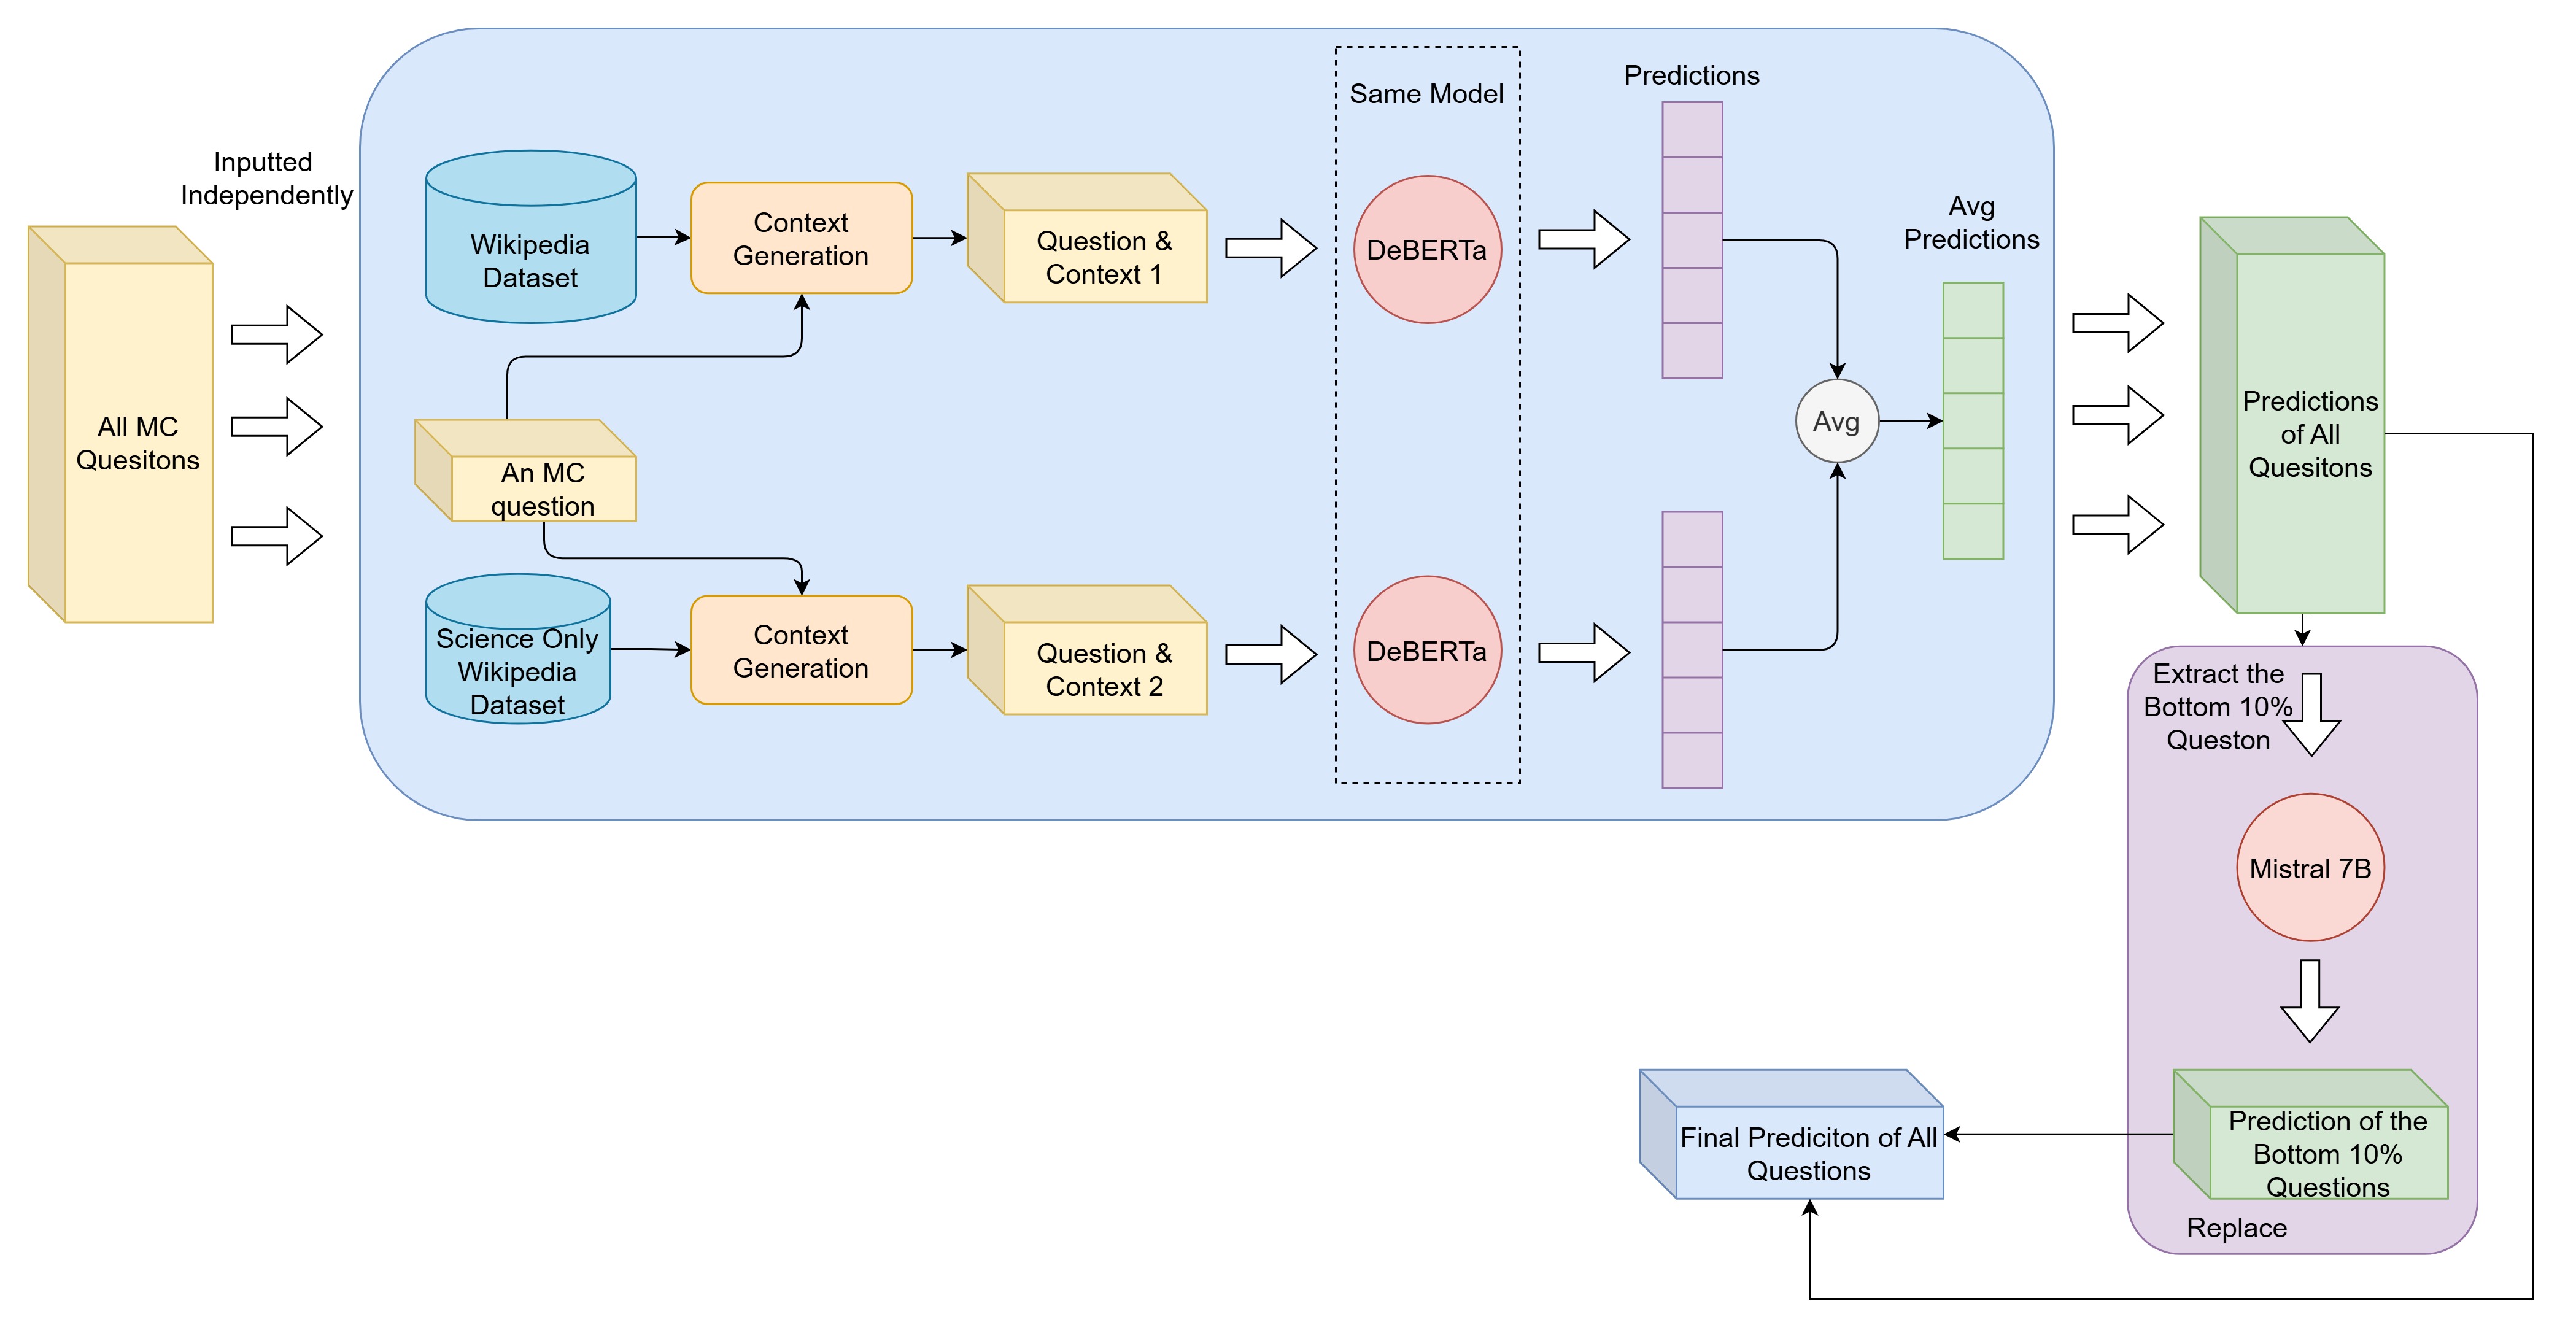 Inputted
Independently
All MC
Quesitons
Wikipedia
Dataset
Context
Generation
Question &
Context 1
Same Model
DeBERTa
Predictions
An MC
question
Science Only
Wikipedia
Dataset
Context
Generation
Question &
Context 2
DeBERTa
Avg
Avg
Predictions
Predictions
of All
Quesitons
Extract the
Bottom 10%
Queston
Mistral 7B
Prediction of the
Bottom 10%
Questions
Replace
Final Prediciton of All
Questions